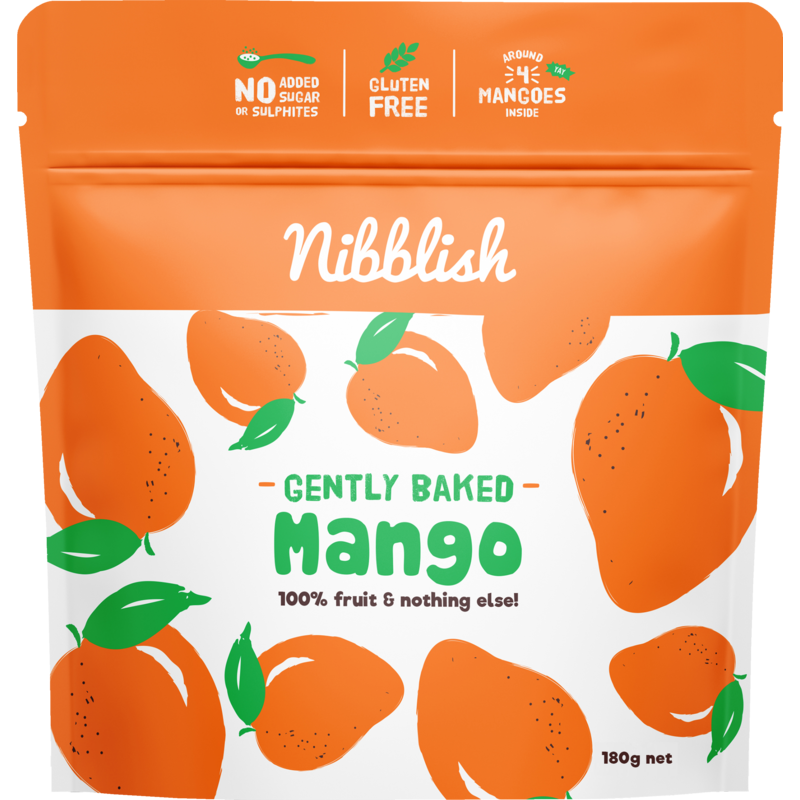 NO ADDED
SUGAR
OR SULPHITES
GLUTEN
FREE
AROUND
4
YAY
MANGOES
INSIDE
Nibblish
- GENTLY BAKED -
Mango
100% fruit & nothing else!
180g net